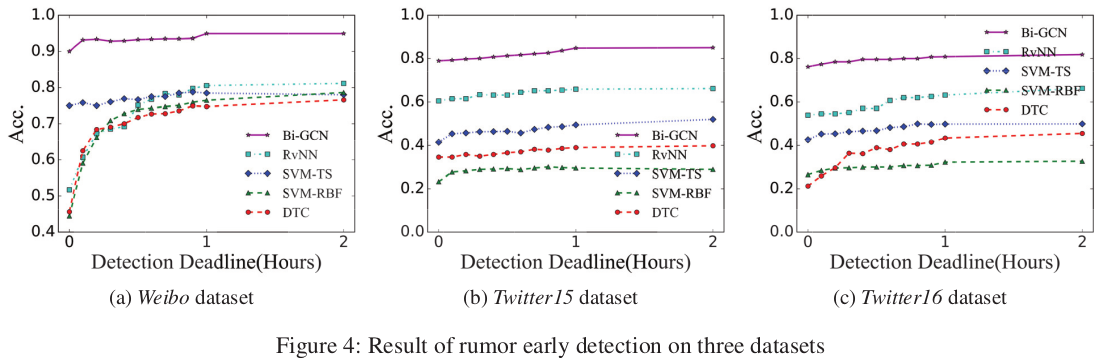 1.0
0.9
0.8
0.7
0.6
0.5
0.4
Acc.
Bi-GCN
RvNN
SVM-TS
SVM-RBF
DTC
0 1 2
Detection Deadline(Hours)
(a) Weibo dataset
1.0
0.8
0.6
0.4
0.2
0.0
Acc.
Bi-GCN
RvNN
SVM-TS
SVM-RBF
DTC
0 1 2
Detection Deadline(Hours)
(b) Twitter15 dataset
1.0
0.8
0.6
0.4
0.2
0.0
Acc.
Bi-GCN
RvNN
SVM-TS
SVM-RBF
DTC
0 1 2
Detection Deadline(Hours)
(c) Twitter16 dataset
Figure 4: Result of rumor early detection on three datasets